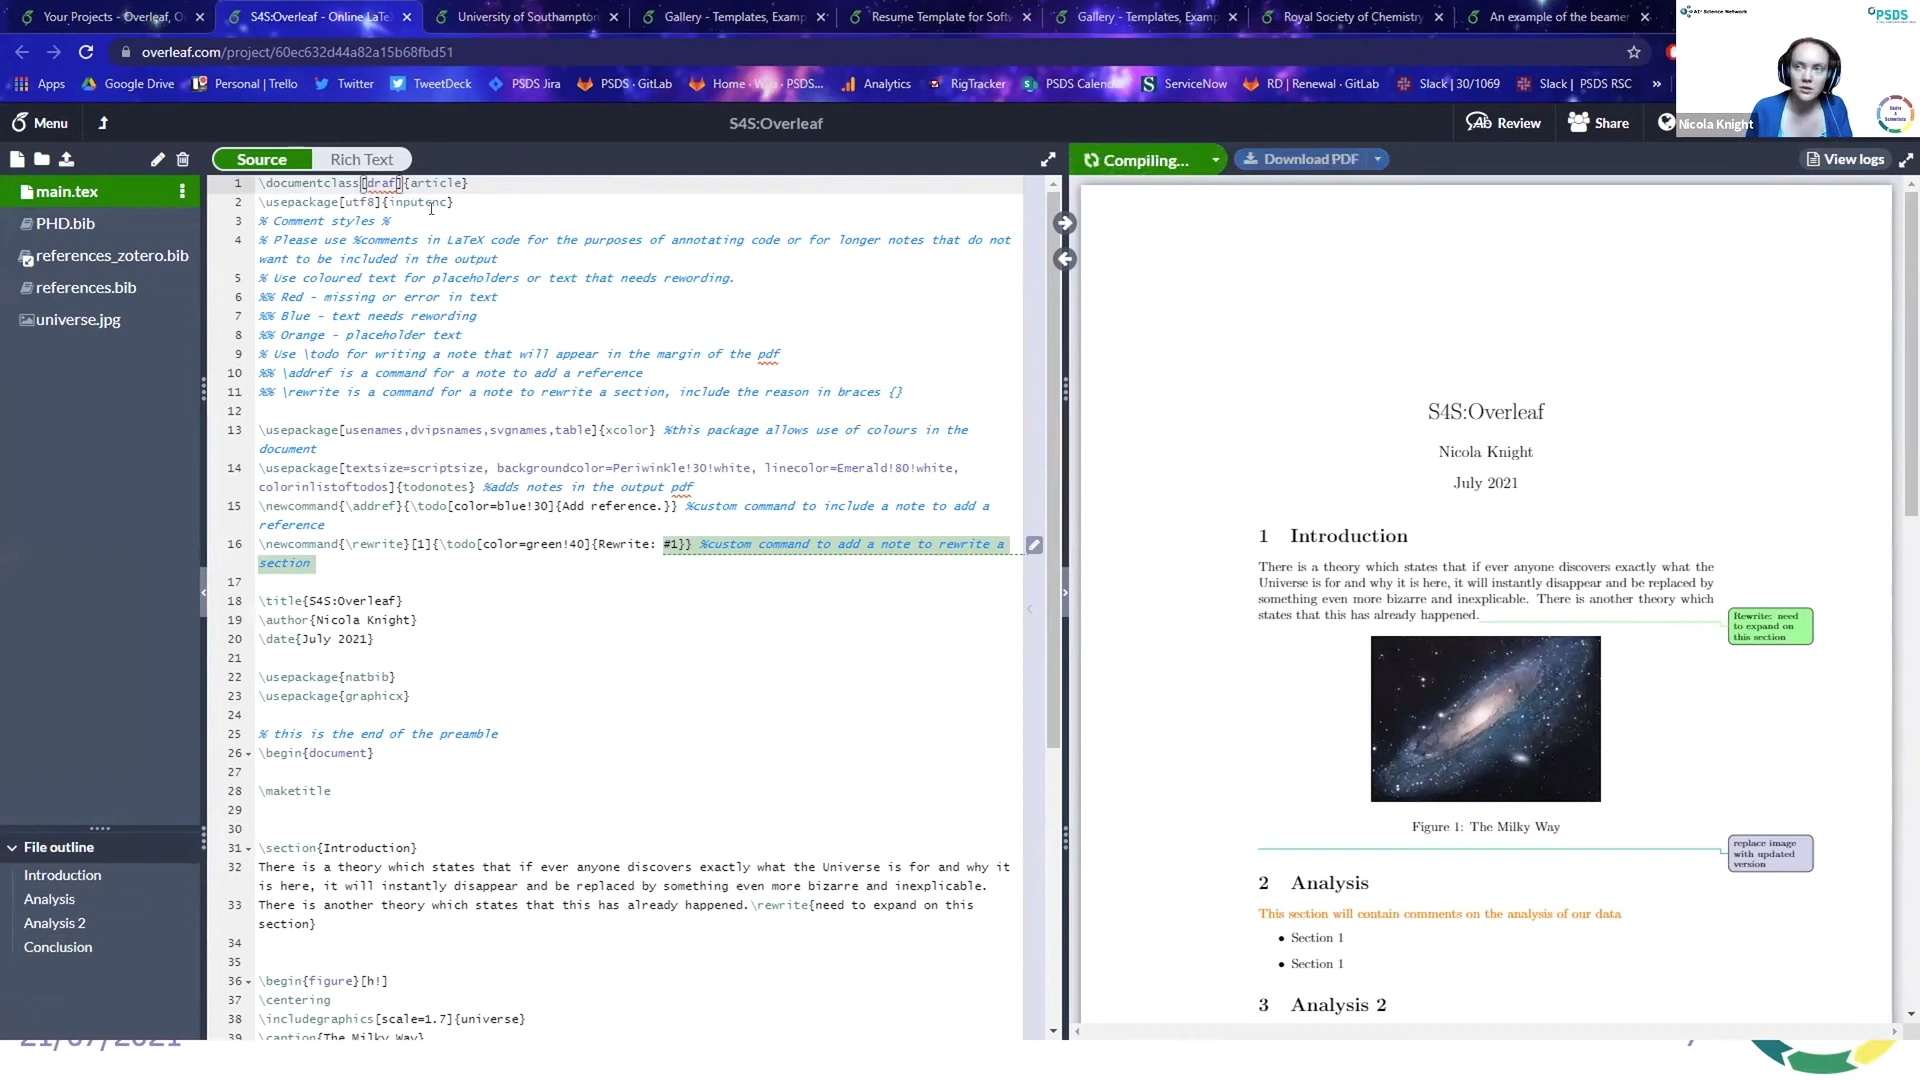 Your Projects - Overleaf, O
S4S:Overleaf - Online LaTe
University of Southampton
Gallery - Templates, Examp
Resume Template for Softw
Gallery - Templates, Examp
Royal Society of Chemistry
An example of the beamer
AI³ Science Network
PSDS
overleaf.com/project/60ec632d44a82a15b68fbd51
Apps
Google Drive
Personal | Trello
Twitter
TweetDeck
PSDS Jira
PSDS · GitLab
Analytics
RigTracker
ServiceNow
RD | Renewal · GitLab
Slack | 30/1069
Slack | PSDS RSC
»
Nicola Knight
Menu
S4S:Overleaf
Review
Share
Source
Rich Text
Compiling...
Download PDF
View logs
main.tex
PHD.bib
references_zotero.bib
references.bib
universe.jpg
1 \documentclass[draf]{article}
2 \usepackage[utf8]{inputenc}
3 % Comment styles %
4 % Please use %comments in LaTeX code for the purposes of annotating code or for longer notes that do not
want to be included in the output
5 % Use coloured text for placeholders or text that needs rewording.
6 %% Red - missing or error in text
7 %% Blue - text needs rewording
8 %% Orange - placeholder text
9 % Use \todo for writing a note that will appear in the margin of the pdf
10 %% \addref is a command for a note to add a reference
11 %% \rewrite is a command for a note to rewrite a section, include the reason in braces {}
12
13 \usepackage[usenames,dvipsnames,svgnames,table]{xcolor} %this package allows use of colours in the
document
14 \usepackage[textsize=scriptsize, backgroundcolor=Periwinkle!30!white, linecolor=Emerald!80!white,
colorinlistoftodos]{todonotes} %adds notes in the output pdf
15 \newcommand{\addref}{\todo[color=blue!30]{Add reference.}} %custom command to include a note to add a
reference
16 \newcommand{\rewrite}[1]{\todo[color=green!40]{Rewrite: #1}} %custom command to add a note to rewrite a
section
17
18 \title{S4S:Overleaf}
19 \author{Nicola Knight}
20 \date{July 2021}
21
22 \usepackage{natbib}
23 \usepackage{graphicx}
24
25 % this is the end of the preamble
26 \begin{document}
27
28 \maketitle
29
30
31 \section{Introduction}
32 There is a theory which states that if ever anyone discovers exactly what the Universe is for and why it
is here, it will instantly disappear and be replaced by something even more bizarre and inexplicable.
33 There is another theory which states that this has already happened.\rewrite{need to expand on this
section}
34
35
36 \begin{figure}[h!]
37 \centering
38 \includegraphics[scale=1.7]{universe}
39 \caption{The Milky Way}
File outline
Introduction
Analysis
Analysis 2
Conclusion
S4S:Overleaf
Nicola Knight
July 2021
1 Introduction
There is a theory which states that if ever anyone discovers exactly what the
Universe is for and why it is here, it will instantly disappear and be replaced by
something even more bizarre and inexplicable. There is another theory which
states that this has already happened.
Rewrite: need
to expand on
this section
Figure 1: The Milky Way
replace image
with updated
version
2 Analysis
This section will contain comments on the analysis of our data
• Section 1
• Section 1
3 Analysis 2
21/07/2021